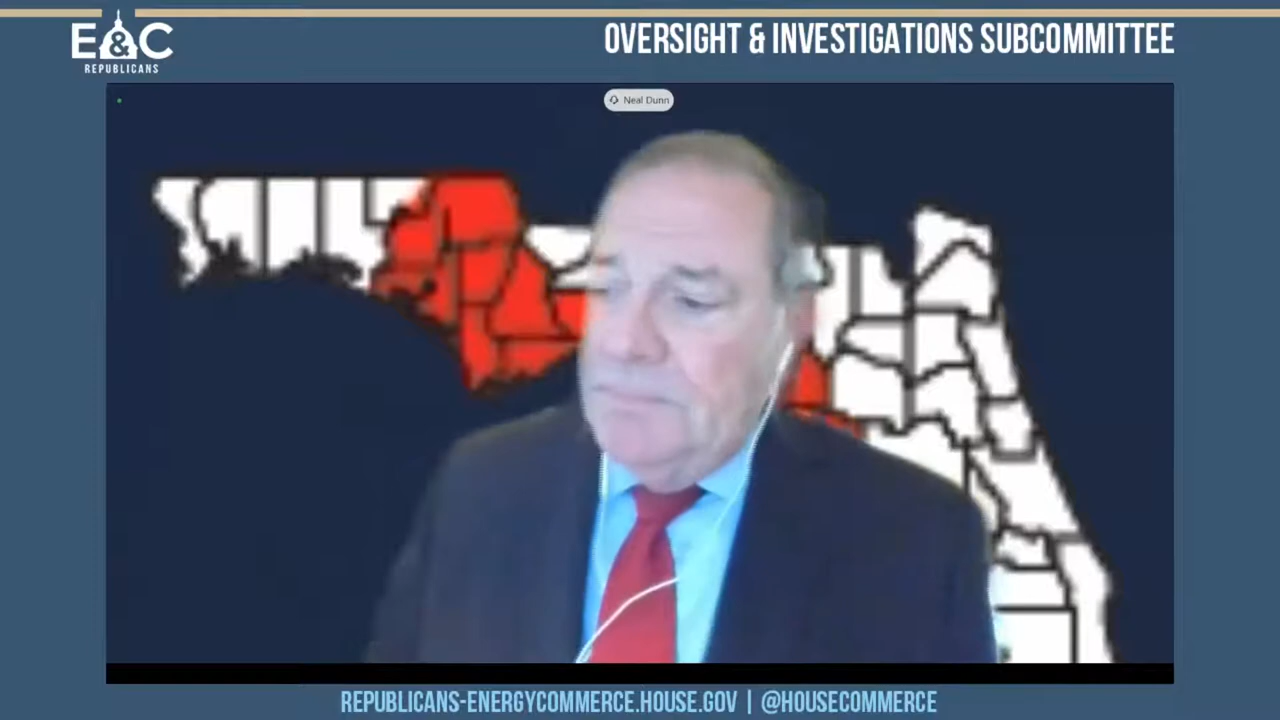 E&C
REPUBLICANS
OVERSIGHT & INVESTIGATIONS SUBCOMMITTEE
Neal Dunn
REPUBLICANS-ENERGYCOMMERCE.HOUSE.GOV | @HOUSECOMMERCE